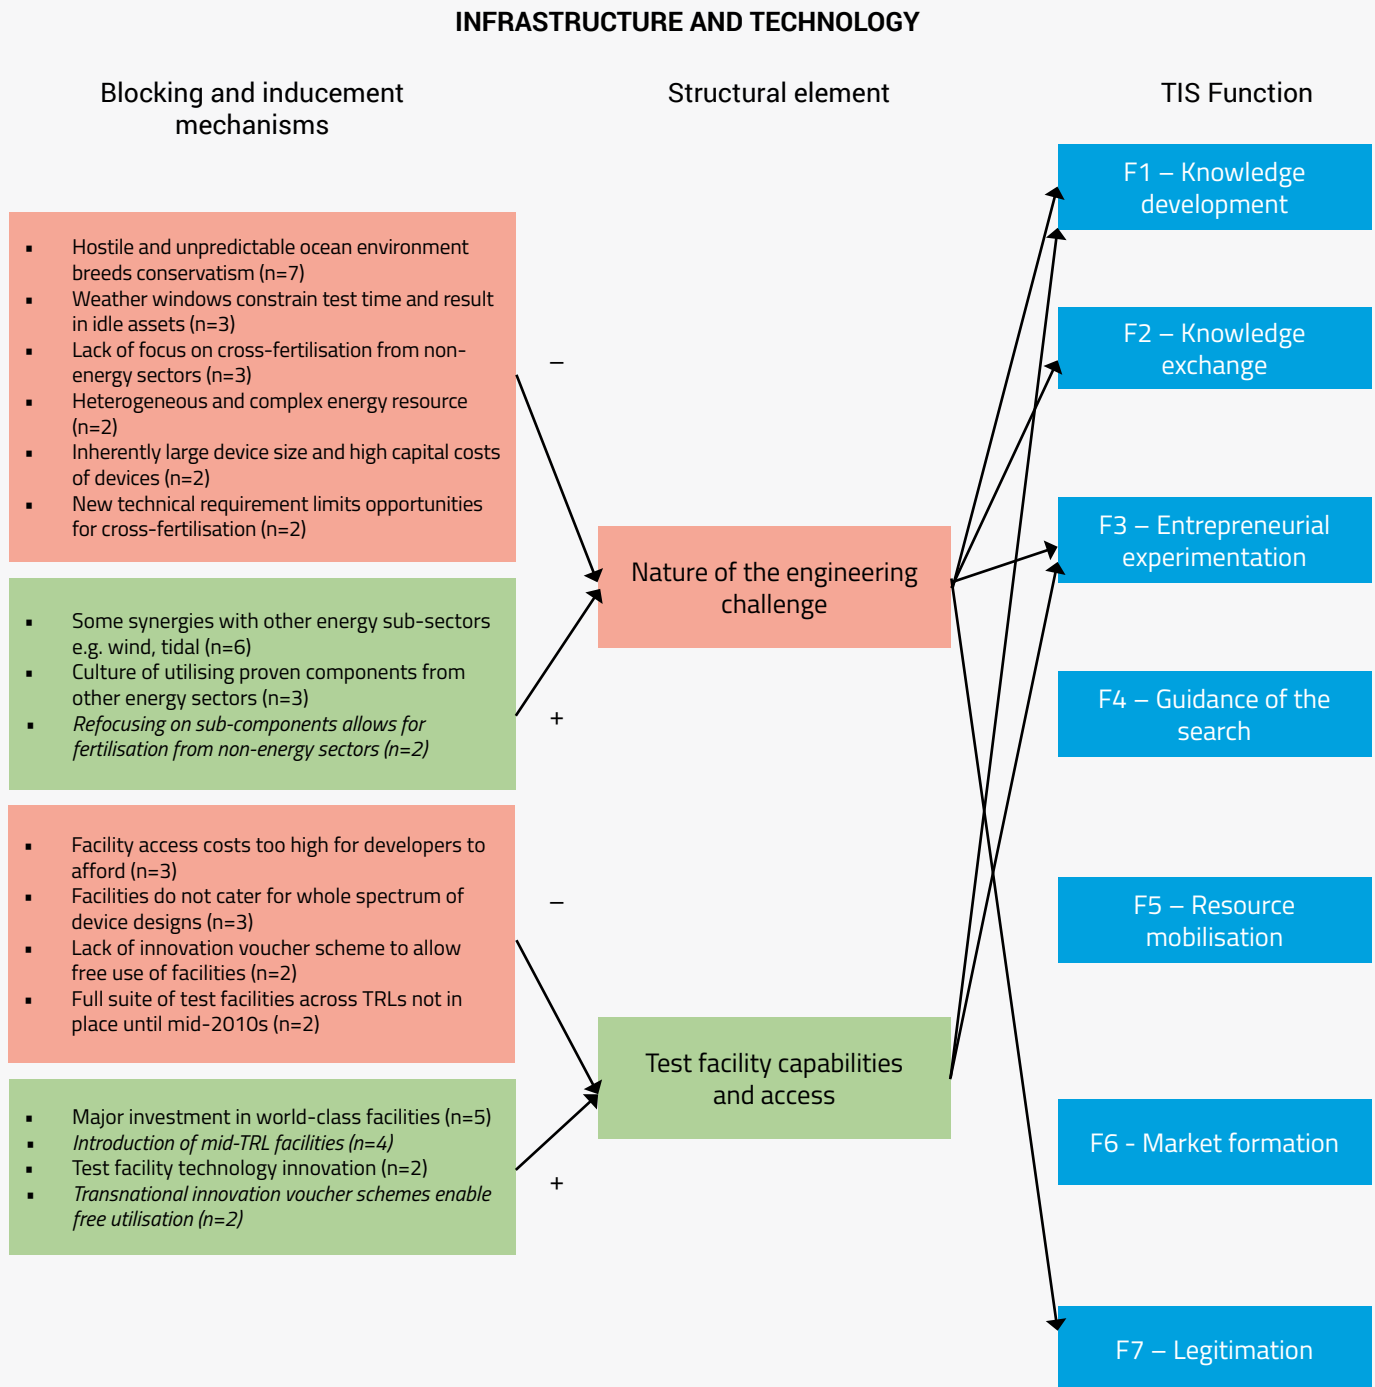 INFRASTRUCTURE AND TECHNOLOGY
Blocking and inducement
mechanisms
Structural element
TIS Function
▪ Hostile and unpredictable ocean environment
breeds conservatism (n=7)
▪ Weather windows constrain test time and result
in idle assets (n=3)
▪ Lack of focus on cross-fertilisation from non-
energy sectors (n=3)
▪ Heterogeneous and complex energy resource
(n=2)
▪ Inherently large device size and high capital costs
of devices (n=2)
▪ New technical requirement limits opportunities
for cross-fertilisation (n=2)
–
▪ Some synergies with other energy sub-sectors
e.g. wind, tidal (n=6)
▪ Culture of utilising proven components from
other energy sectors (n=3)
▪ Refocusing on sub-components allows for
fertilisation from non-energy sectors (n=2)
+
▪ Facility access costs too high for developers to
afford (n=3)
▪ Facilities do not cater for whole spectrum of
device designs (n=3)
▪ Lack of innovation voucher scheme to allow
free use of facilities (n=2)
▪ Full suite of test facilities across TRLs not in
place until mid-2010s (n=2)
–
▪ Major investment in world-class facilities (n=5)
▪ Introduction of mid-TRL facilities (n=4)
▪ Test facility technology innovation (n=2)
▪ Transnational innovation voucher schemes enable
free utilisation (n=2)
+
Nature of the engineering
challenge
Test facility capabilities
and access
F1 – Knowledge
development
F2 – Knowledge
exchange
F3 – Entrepreneurial
experimentation
F4 – Guidance of the
search
F5 – Resource
mobilisation
F6 - Market formation
F7 – Legitimation